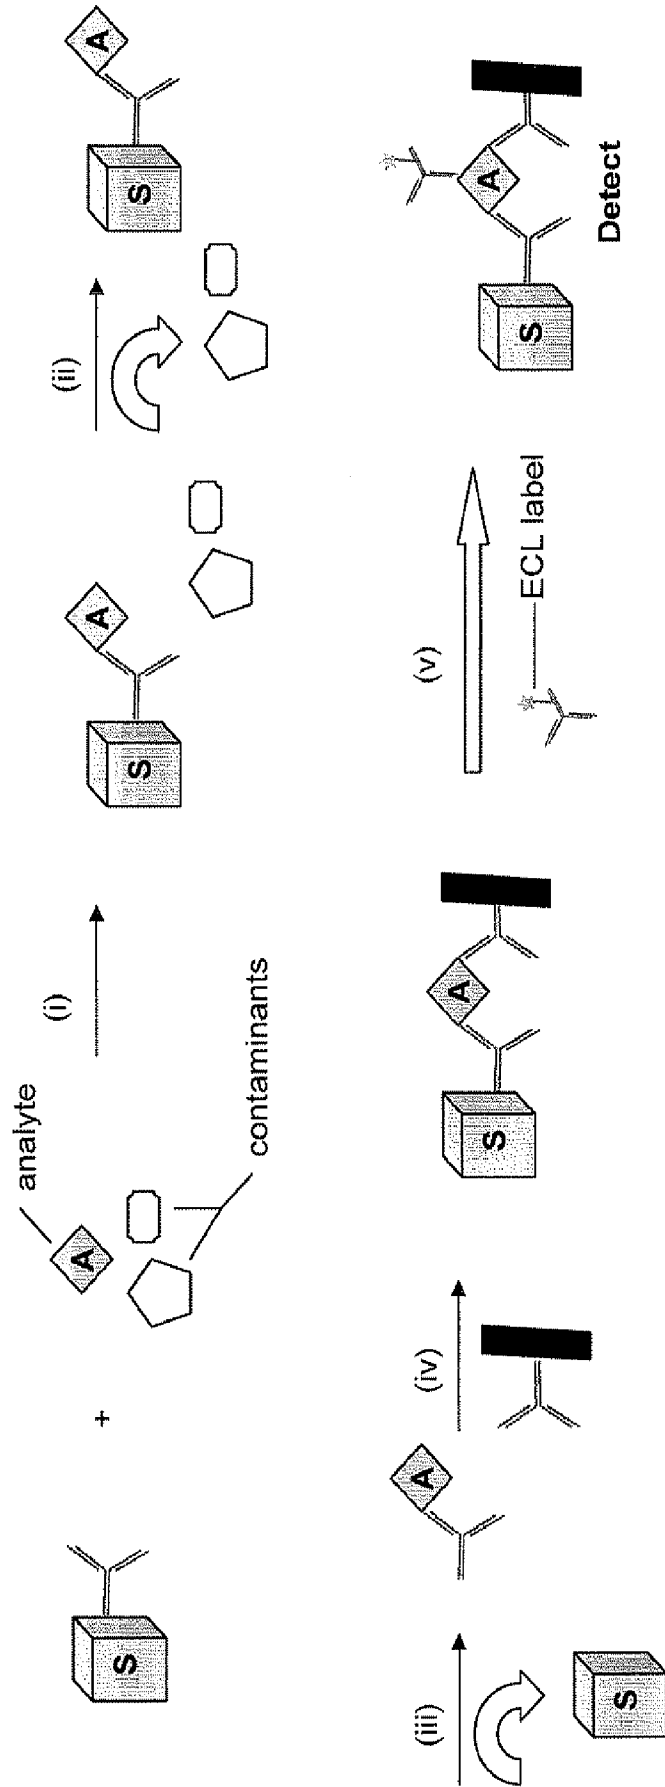 analyte
(i)
(ii)
S
+
A
S
A
S
A
contaminants
(iii)
(iv)
(v)
S
A
S
A
ECL label
S
A
Detect